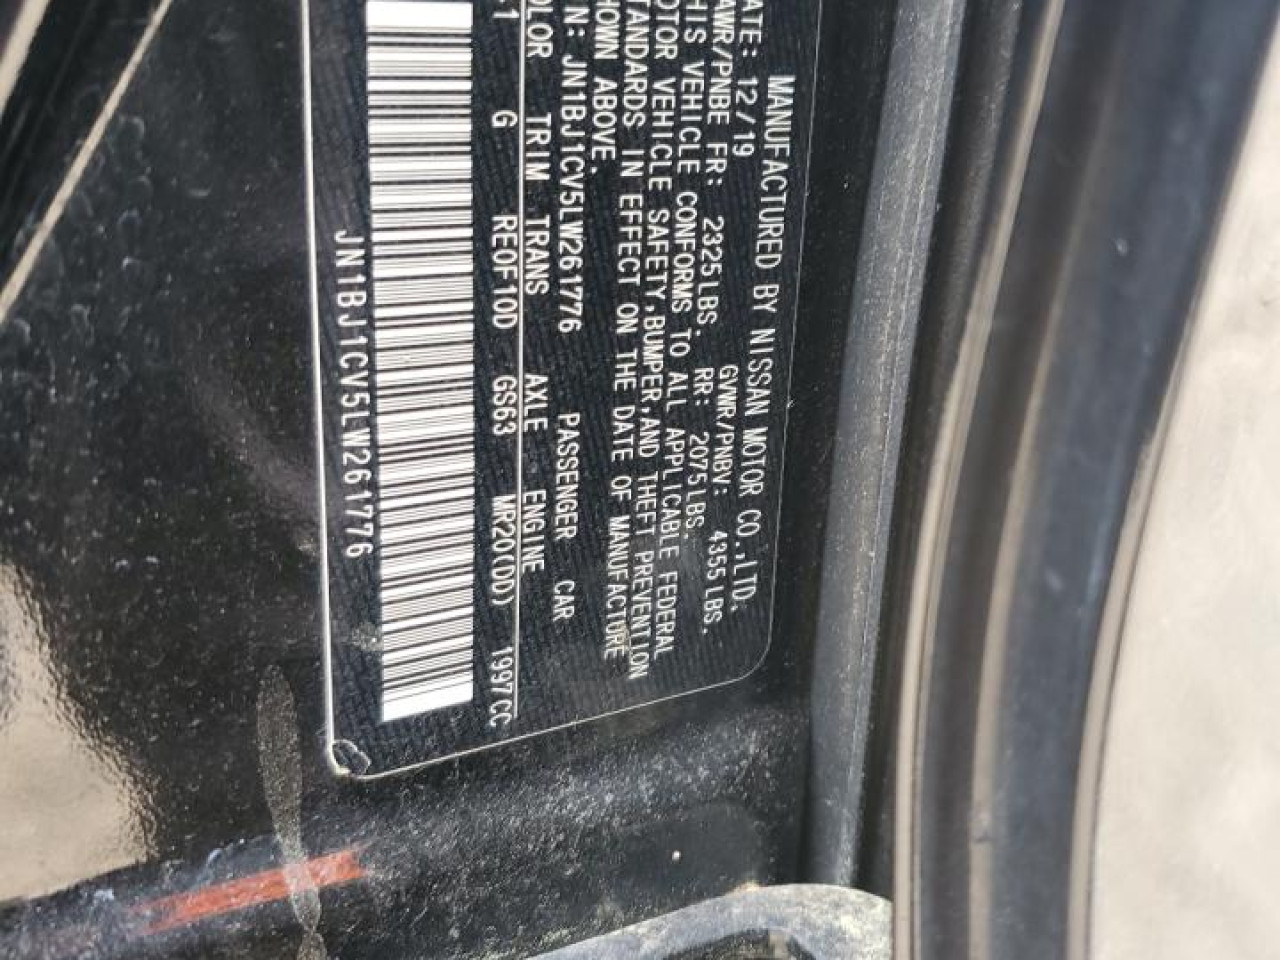 MANUFACTURED BY NISSAN MOTOR CO.,LTD.
ATE: 12/19 GVWR/PNBV: 4355LBS.
AWR/PNBE FR: 2325LBS. RR: 2075LBS.
HIS VEHICLE CONFORMS TO ALL APPLICABLE FEDERAL
OTOR VEHICLE SAFETY,BUMPER,AND THEFT PREVENTION
TANDARDS IN EFFECT ON THE DATE OF MANUFACTURE
HOWN ABOVE.
N: JN1BJ1CV5LW261776 PASSENGER CAR
OLOR TRIM TRANS AXLE ENGINE
G RE0F10D GS63 MR20(DD) 1997CC
JN1BJ1CV5LW261776